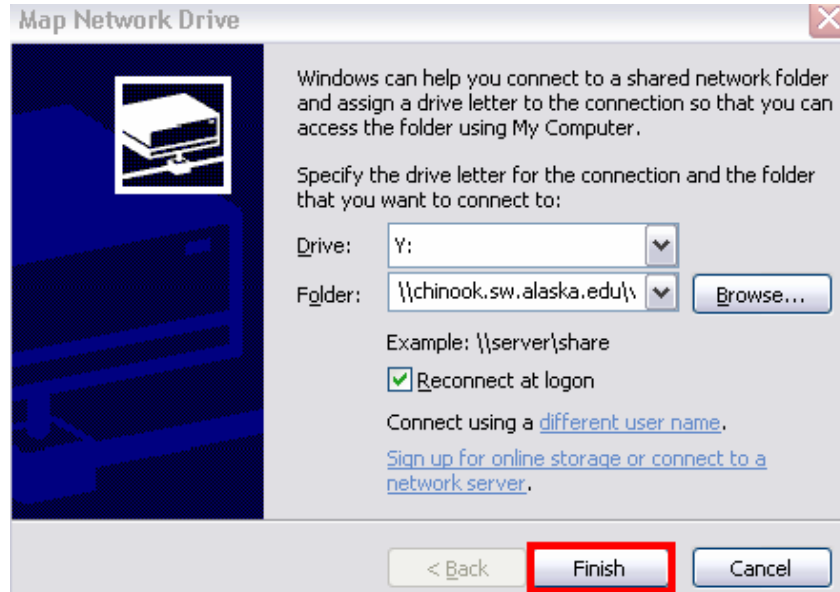 Map Network Drive
Windows can help you connect to a shared network folder
and assign a drive letter to the connection so that you can
access the folder using My Computer.
Specify the drive letter for the connection and the folder
that you want to connect to:
Drive: Y:
Folder: \\chinook.sw.alaska.edu\ Browse...
Example: \\server\share
Reconnect at logon
Connect using a different user name.
Sign up for online storage or connect to a
network server.
< Back Finish Cancel